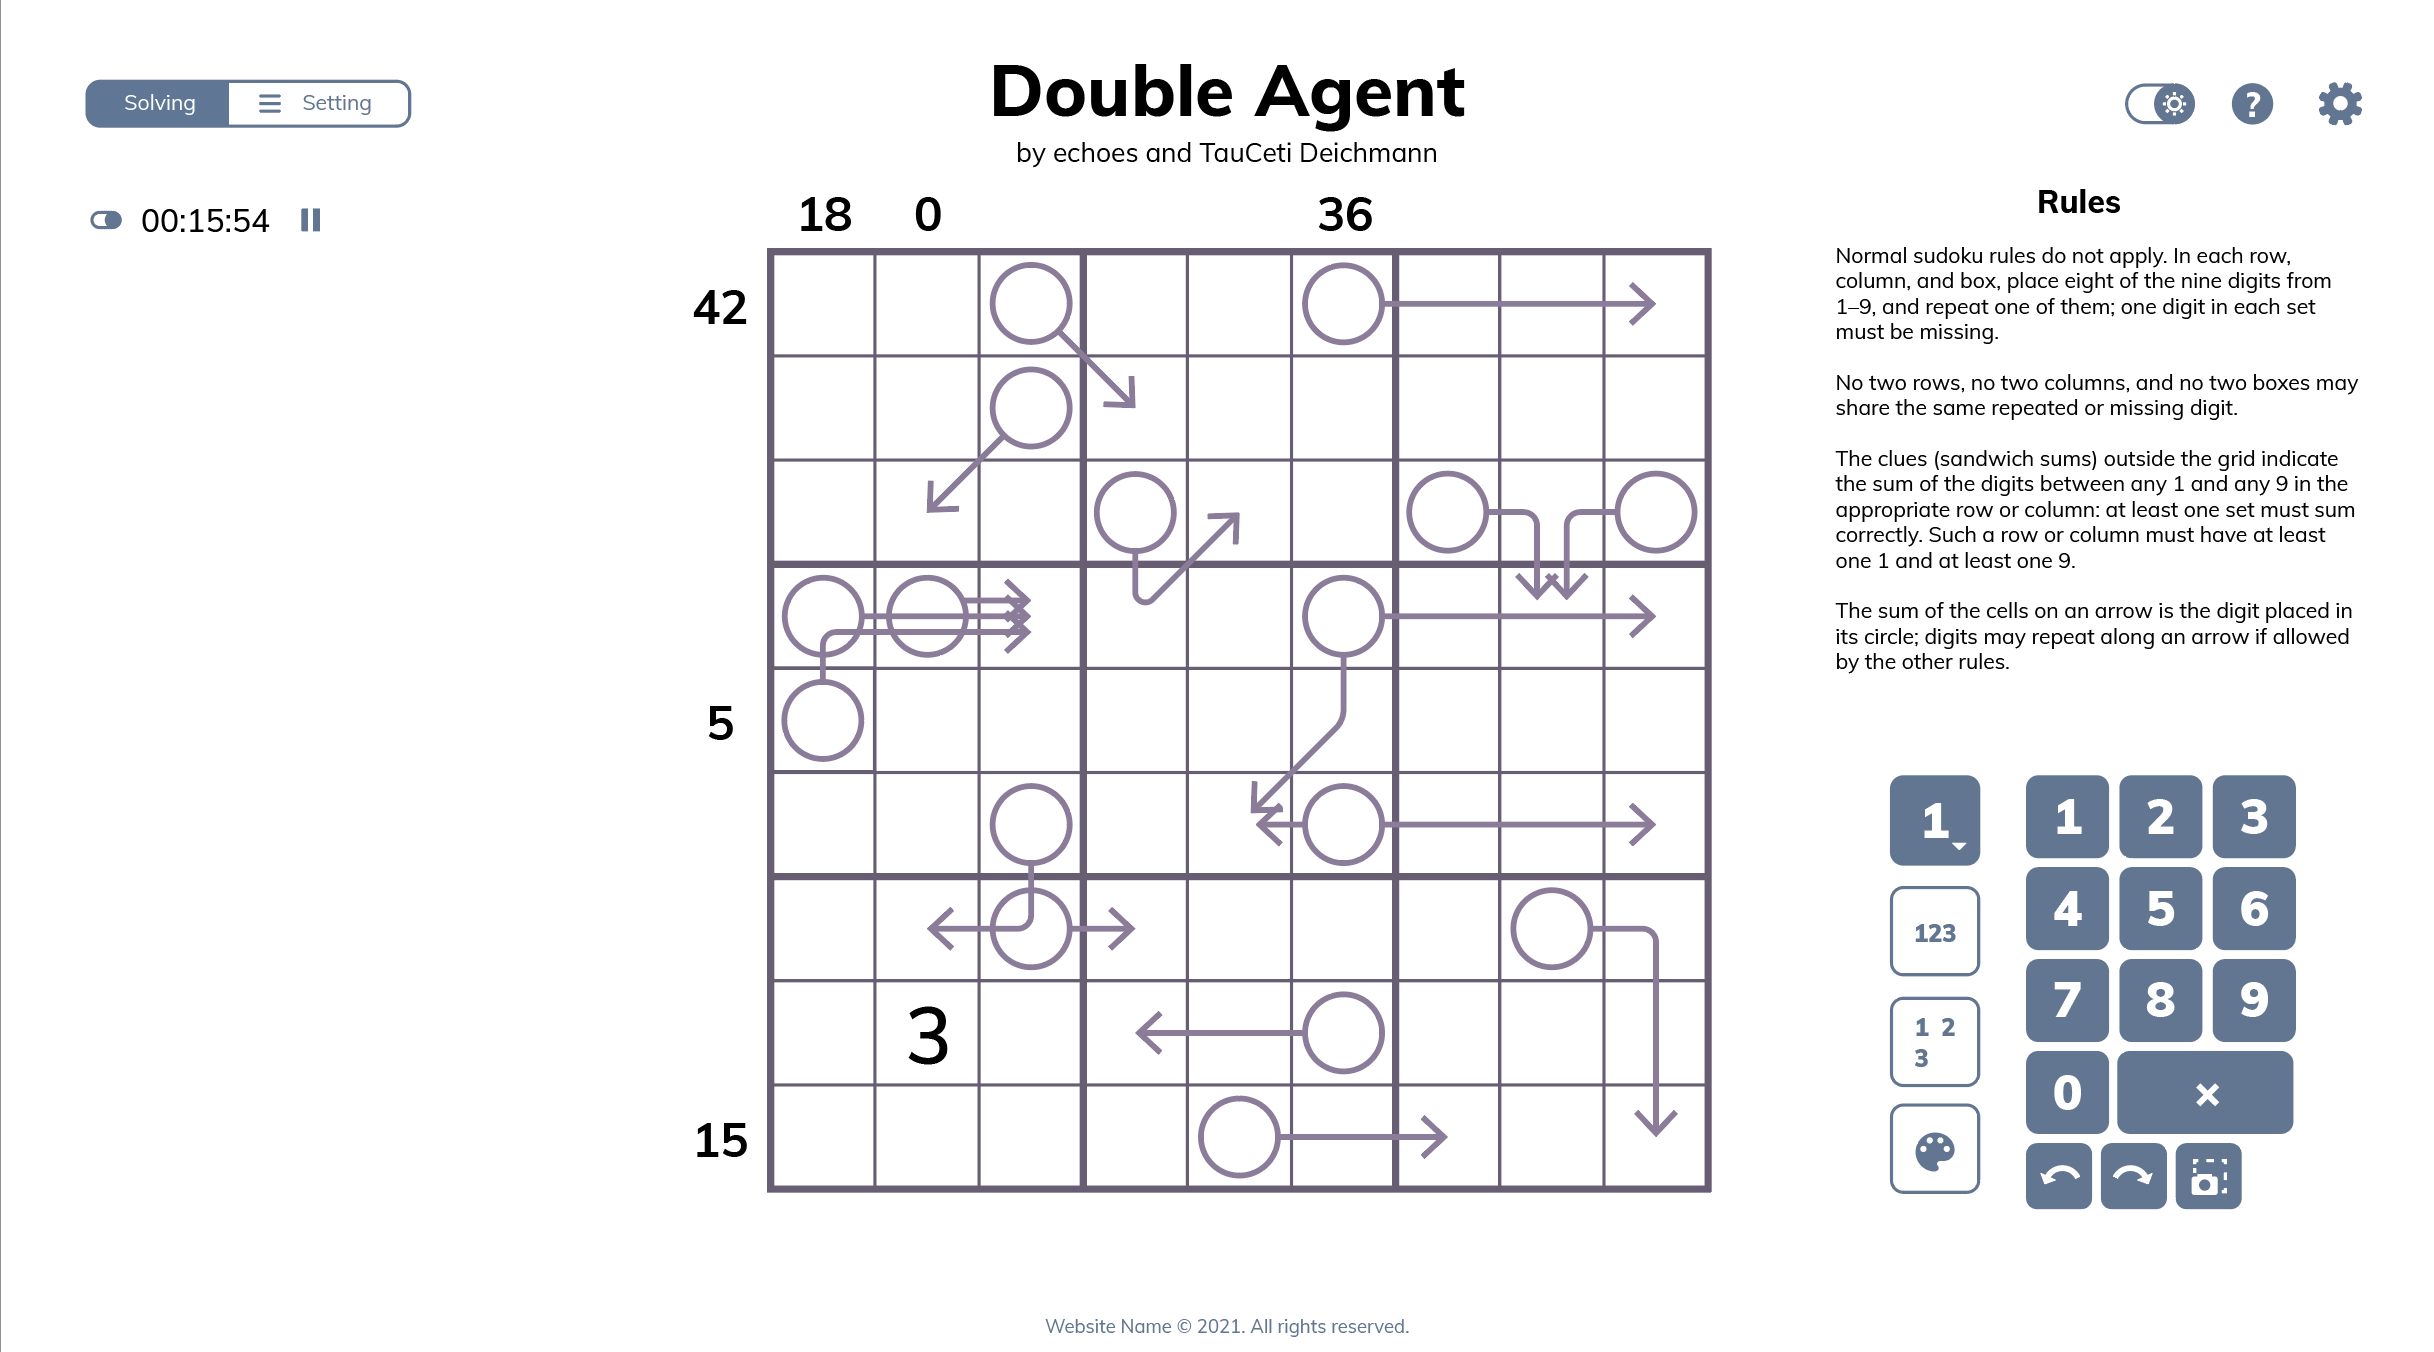 Solving
Setting
Double Agent
by echoes and TauCeti Deichmann
?
00:15:54
18 0 36
42
5
3
15
Rules
Normal sudoku rules do not apply. In each row,
column, and box, place eight of the nine digits from
1–9, and repeat one of them; one digit in each set
must be missing.
No two rows, no two columns, and no two boxes may
share the same repeated or missing digit.
The clues (sandwich sums) outside the grid indicate
the sum of the digits between any 1 and any 9 in the
appropriate row or column: at least one set must sum
correctly. Such a row or column must have at least
one 1 and at least one 9.
The sum of the cells on an arrow is the digit placed in
its circle; digits may repeat along an arrow if allowed
by the other rules.
1
123
1 2
3
1 2 3
4 5 6
7 8 9
0 ×
Website Name © 2021. All rights reserved.